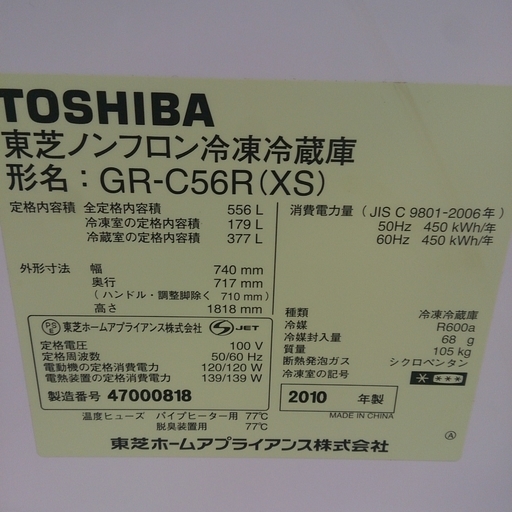 TOSHIBA
東芝ノンフロン冷凍冷蔵庫
形名：GR-C56R(XS)
定格内容積 全定格内容積 556 L
冷凍室の定格内容積 179 L
冷蔵室の定格内容積 377 L
外形寸法 幅 740 mm
奥行 717 mm
(ハンドル・調整脚除く 710 mm)
高さ 1818 mm
消費電力量 (JIS C 9801-2006年)
50Hz 450 kWh/年
60Hz 450 kWh/年
種類 冷凍冷蔵庫
冷媒 R600a
冷媒封入量 68 g
質量 105 kg
断熱発泡ガス シクロペンタン
冷凍室の記号 * ***
PS E 東芝ホームアプライアンス株式会社 S JET
定格電圧 100 V
定格周波数 50/60 Hz
電動機の定格消費電力 120/120 W
電熱装置の定格消費電力 139/139 W
製造番号 47000818
2010 年製
MADE IN CHINA
温度ヒューズ パイプヒーター用 77℃
脱臭装置用 77℃
東芝ホームアプライアンス株式会社
Ⓐ